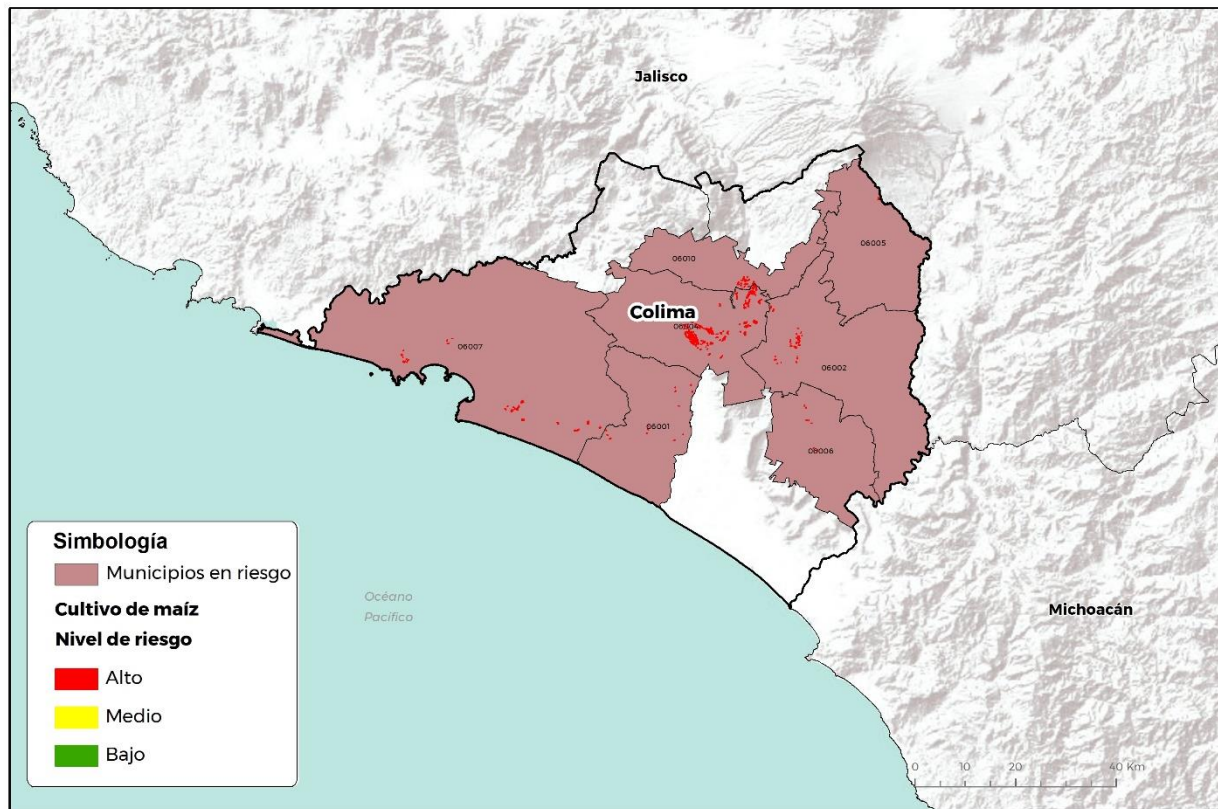 Jalisco
06005
06010
Colima
06004
06007
06002
06001
06006
Simbología
Municipios en riesgo
Cultivo de maíz
Nivel de riesgo
Alto
Medio
Bajo
Océano
Pacífico
Michoacán
0 10 20 40 Km